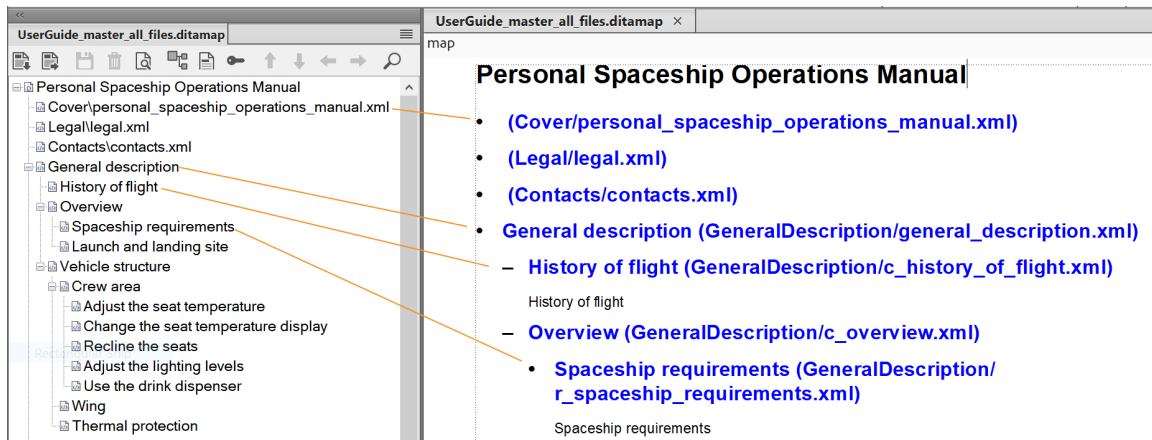 UserGuide_master_all_files.ditamap
Personal Spaceship Operations Manual
Cover\personal_spaceship_operations_manual.xml
Legal\legal.xml
Contacts\contacts.xml
General description
History of flight
Overview
Spaceship requirements
Launch and landing site
Vehicle structure
Crew area
Adjust the seat temperature
Change the seat temperature display
Recline the seats
Adjust the lighting levels
Use the drink dispenser
Wing
Thermal protection
UserGuide_master_all_files.ditamap ×
map
Personal Spaceship Operations Manual
• (Cover/personal_spaceship_operations_manual.xml)
• (Legal/legal.xml)
• (Contacts/contacts.xml)
• General description (GeneralDescription/general_description.xml)
– History of flight (GeneralDescription/c_history_of_flight.xml)
History of flight
– Overview (GeneralDescription/c_overview.xml)
• Spaceship requirements (GeneralDescription/
r_spaceship_requirements.xml)
Spaceship requirements